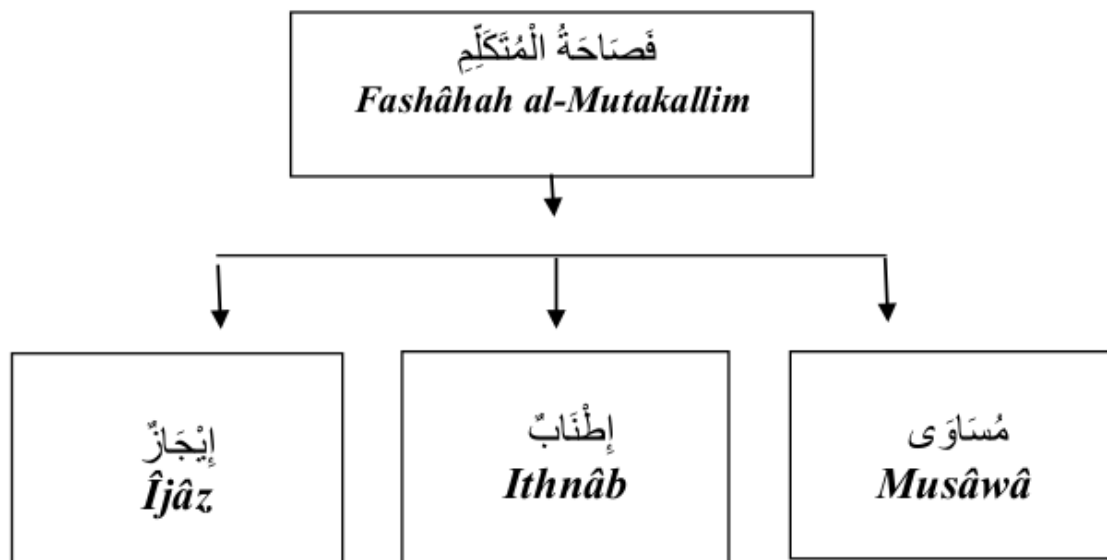 فَصَاحَةُ الْمُتَكَلِّمِ
Fashâhah al-Mutakallim
إِيْجَازٌ
Îjâz
إِطْنَابٌ
Ithnâb
مُسَاوَى
Musâwâ